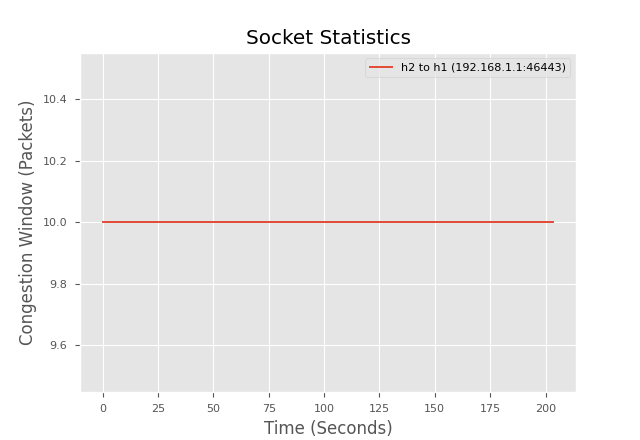 Socket Statistics
h2 to h1 (192.168.1.1:46443)
Congestion Window (Packets)
10.4
10.2
10.0
9.8
9.6
0 25 50 75 100 125 150 175 200
Time (Seconds)